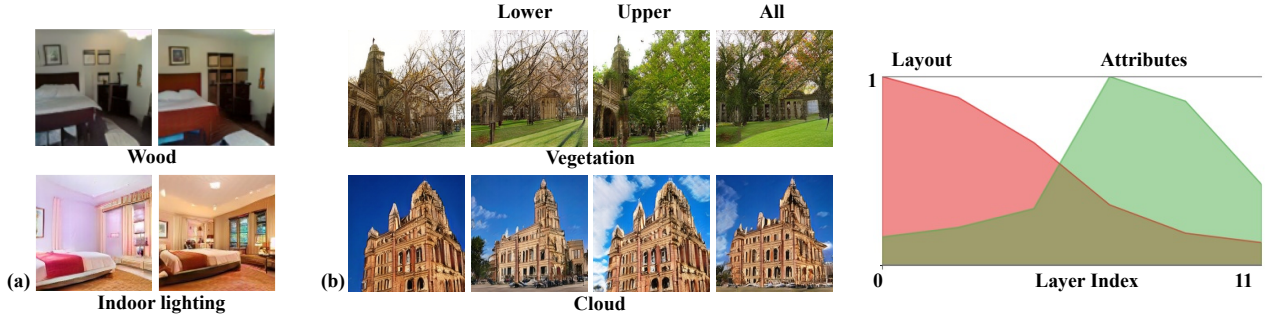 Lower Upper All
Wood
Vegetation
(a)
Indoor lighting
(b)
Cloud
Layout Attributes
1
0 Layer Index 11